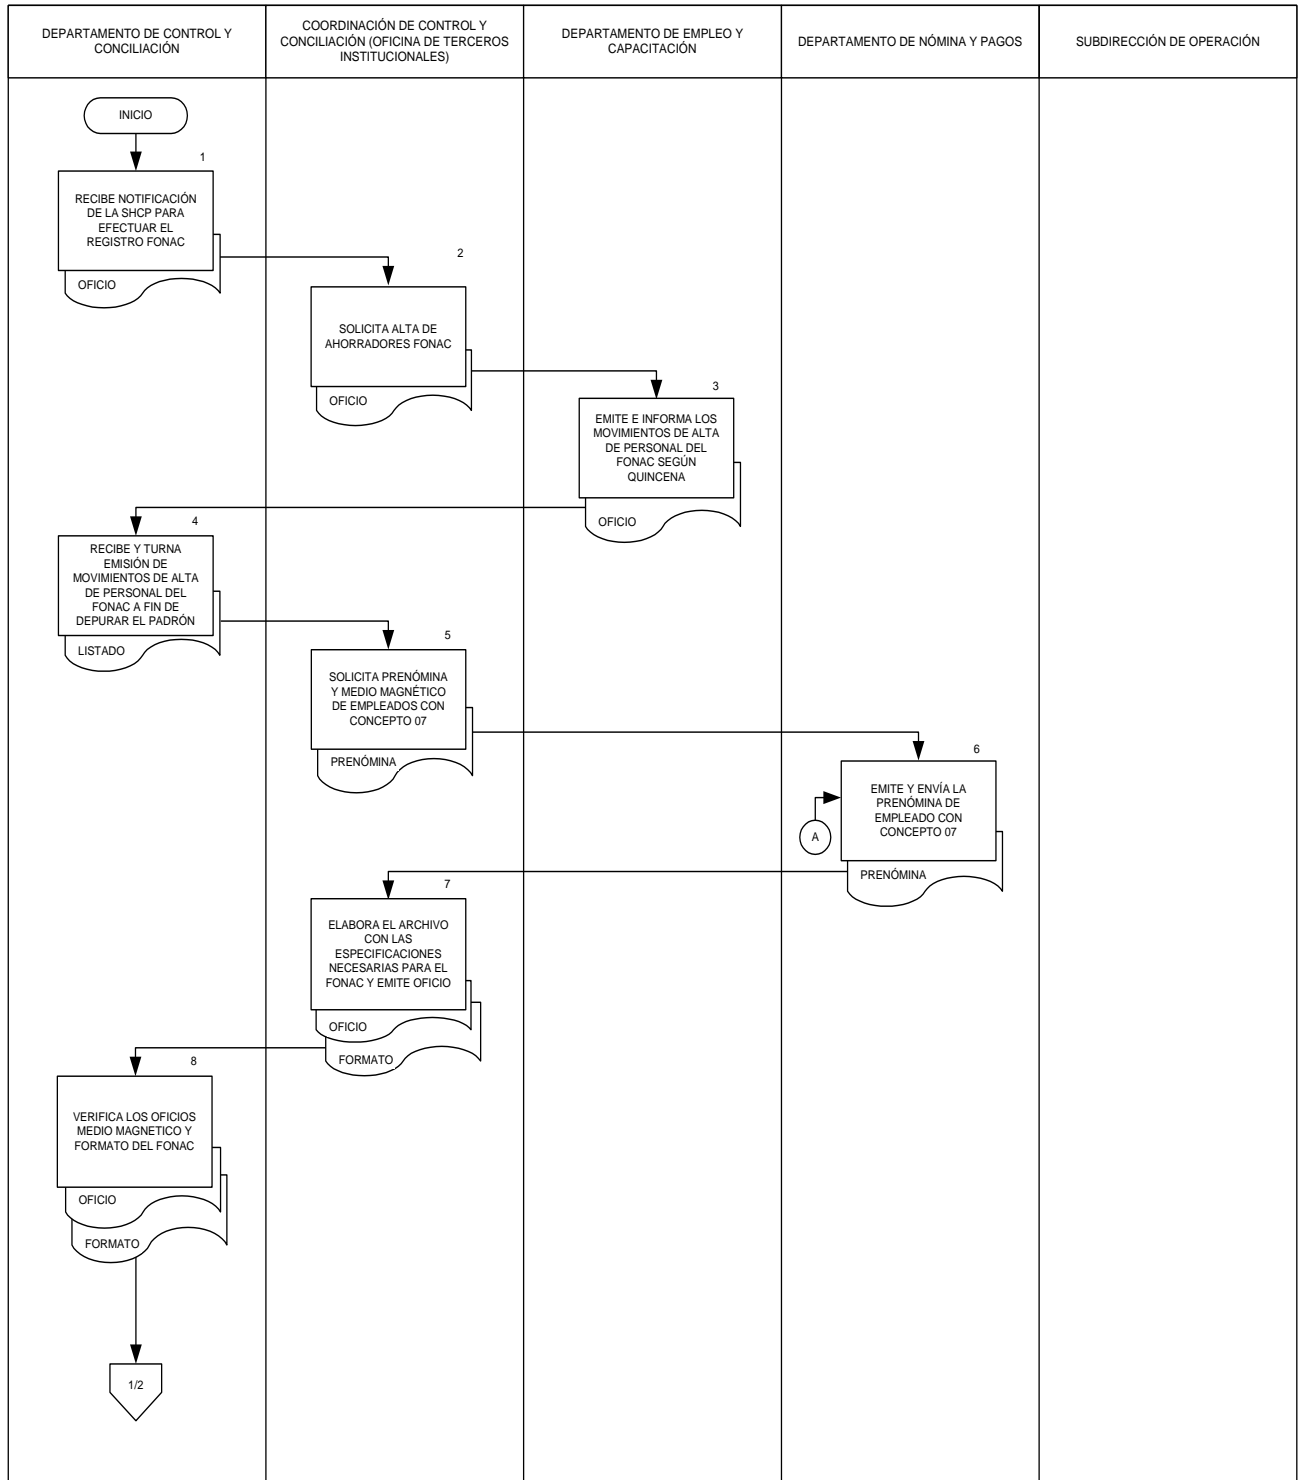 DEPARTAMENTO DE CONTROL Y
CONCILIACIÓN
COORDINACIÓN DE CONTROL Y
CONCILIACIÓN (OFICINA DE TERCEROS
INSTITUCIONALES)
DEPARTAMENTO DE EMPLEO Y
CAPACITACIÓN
DEPARTAMENTO DE NÓMINA Y PAGOS
SUBDIRECCIÓN DE OPERACIÓN
INICIO
1
RECIBE NOTIFICACIÓN
DE LA SHCP PARA
EFECTUAR EL
REGISTRO FONAC
OFICIO
2
SOLICITA ALTA DE
AHORRADORES FONAC
OFICIO
3
EMITE E INFORMA LOS
MOVIMIENTOS DE ALTA
DE PERSONAL DEL
FONAC SEGÚN
QUINCENA
OFICIO
4
RECIBE Y TURNA
EMISIÓN DE
MOVIMIENTOS DE ALTA
DE PERSONAL DEL
FONAC A FIN DE
DEPURAR EL PADRÓN
LISTADO
5
SOLICITA PRENÓMINA
Y MEDIO MAGNÉTICO
DE EMPLEADOS CON
CONCEPTO 07
PRENÓMINA
6
EMITE Y ENVÍA LA
PRENÓMINA DE
EMPLEADO CON
CONCEPTO 07
A
PRENÓMINA
7
ELABORA EL ARCHIVO
CON LAS
ESPECIFICACIONES
NECESARIAS PARA EL
FONAC Y EMITE OFICIO
OFICIO
FORMATO
8
VERIFICA LOS OFICIOS
MEDIO MAGNETICO Y
FORMATO DEL FONAC
OFICIO
FORMATO
1/2